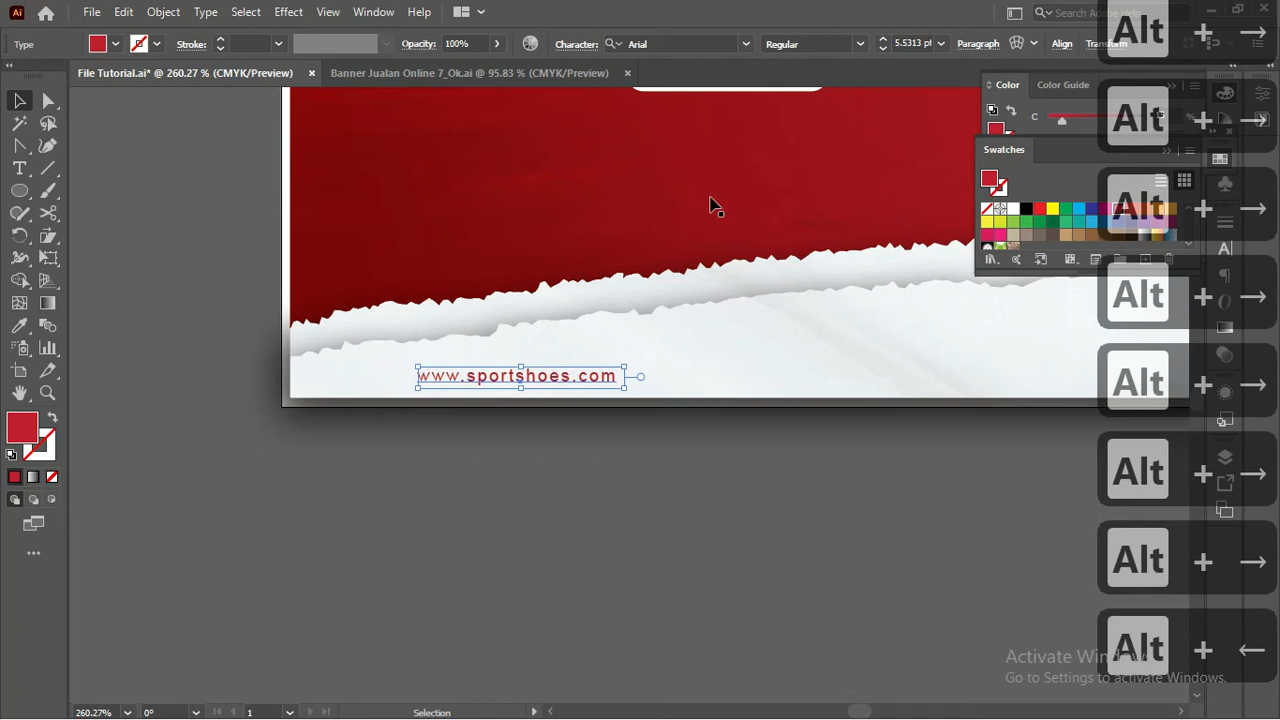 Ai File Edit Object Type Select Effect View Window Help Search Adobe Help
Type Stroke: Opacity: 100% Character: Arial Regular 5.5313 pt Paragraph Align Transform
File Tutorial.ai* @ 260.27 % (CMYK/Preview) × Banner Jualan Online 7_Ok.ai @ 95.83 % (CMYK/Preview) ×
Color Color Guide
C %
Swatches
www.sportshoes.com
Alt + →
Alt + →
Alt + →
Alt + →
Alt + →
Alt + →
Alt + →
Alt + ←
Activate Windows
Go to Settings to activate Windows.
260.27% 0° 1 Selection